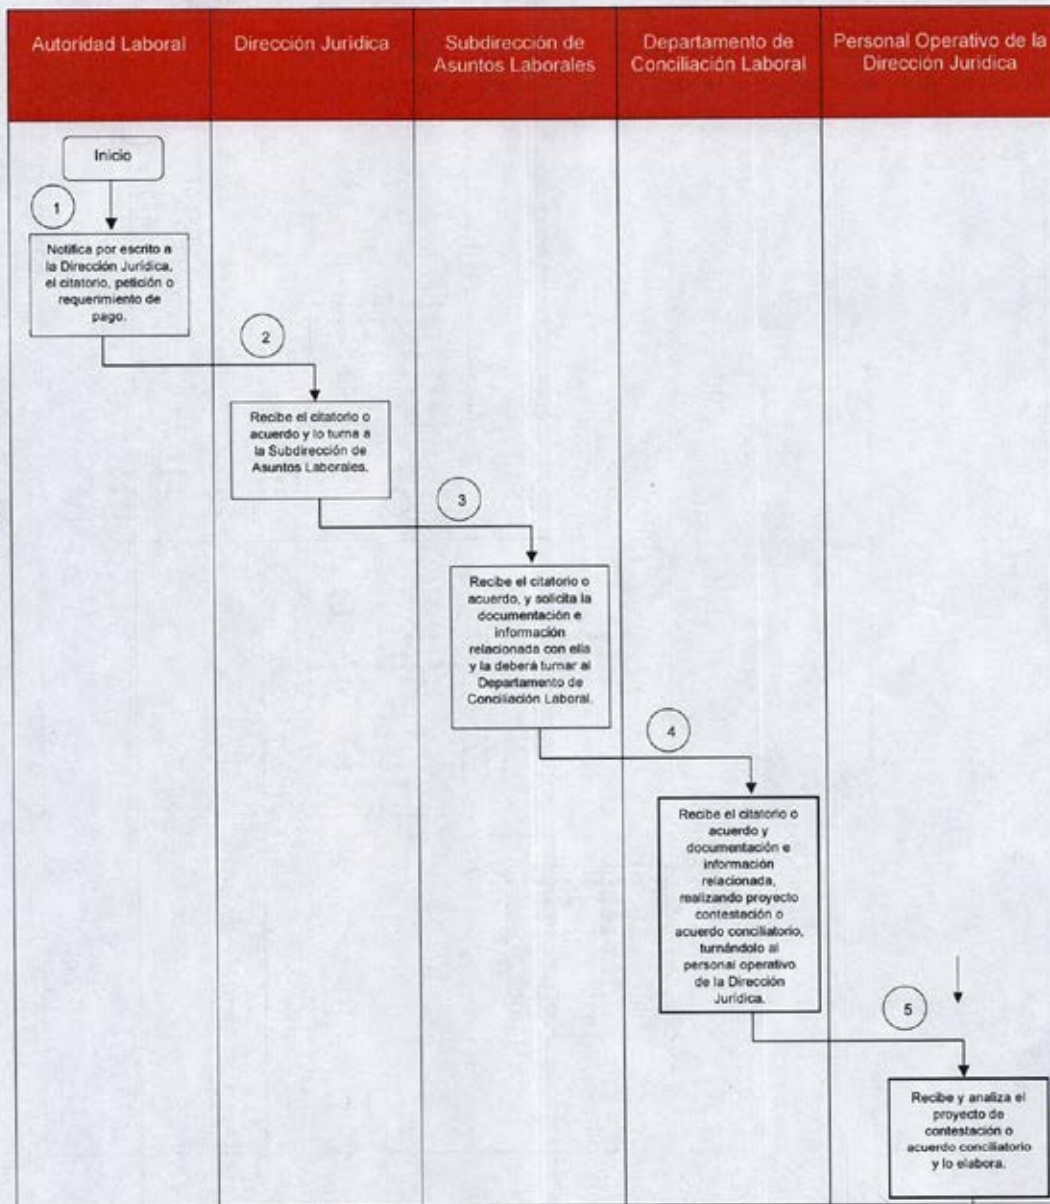 Autoridad Laboral
Dirección Jurídica
Subdirección de
Asuntos Laborales
Departamento de
Conciliación Laboral
Personal Operativo de la
Dirección Jurídica
Inicio
1
Notifica por escrito a
la Dirección Jurídica,
el citatorio, petición o
requerimiento de
pago.
2
Recibe el citatorio o
acuerdo y lo turna a
la Subdirección de
Asuntos Laborales.
3
Recibe el citatorio o
acuerdo, y solicita la
documentación e
información
relacionada con ella
y la deberá turnar al
Departamento de
Conciliación Laboral.
4
Recibe el citatorio o
acuerdo y
documentación e
información
relacionada,
realizando proyecto
contestación o
acuerdo conciliatorio,
turnándolo al
personal operativo
de la Dirección
Jurídica.
5
Recibe y analiza el
proyecto de
contestación o
acuerdo conciliatorio
y lo elabora.